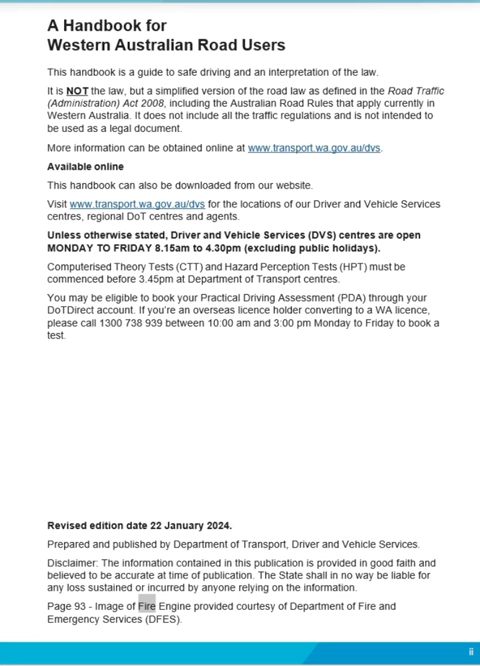 A Handbook for
Western Australian Road Users
This handbook is a guide to safe driving and an interpretation of the law.
It is NOT the law, but a simplified version of the road law as defined in the Road Traffic
(Administration) Act 2008, including the Australian Road Rules that apply currently in
Western Australia. It does not include all the traffic regulations and is not intended to
be used as a legal document.
More information can be obtained online at www.transport.wa.gov.au/dvs.
Available online
This handbook can also be downloaded from our website.
Visit www.transport.wa.gov.au/dvs for the locations of our Driver and Vehicle Services
centres, regional DoT centres and agents.
Unless otherwise stated, Driver and Vehicle Services (DVS) centres are open
MONDAY TO FRIDAY 8.15am to 4.30pm (excluding public holidays).
Computerised Theory Tests (CTT) and Hazard Perception Tests (HPT) must be
commenced before 3.45pm at Department of Transport centres.
You may be eligible to book your Practical Driving Assessment (PDA) through your
DoTDirect account. If you're an overseas licence holder converting to a WA licence,
please call 1300 738 939 between 10:00 am and 3:00 pm Monday to Friday to book a
test.
Revised edition date 22 January 2024.
Prepared and published by Department of Transport, Driver and Vehicle Services.
Disclaimer: The information contained in this publication is provided in good faith and
believed to be accurate at time of publication. The State shall in no way be liable for
any loss sustained or incurred by anyone relying on the information.
Page 93 - Image of Fire Engine provided courtesy of Department of Fire and
Emergency Services (DFES).
ii